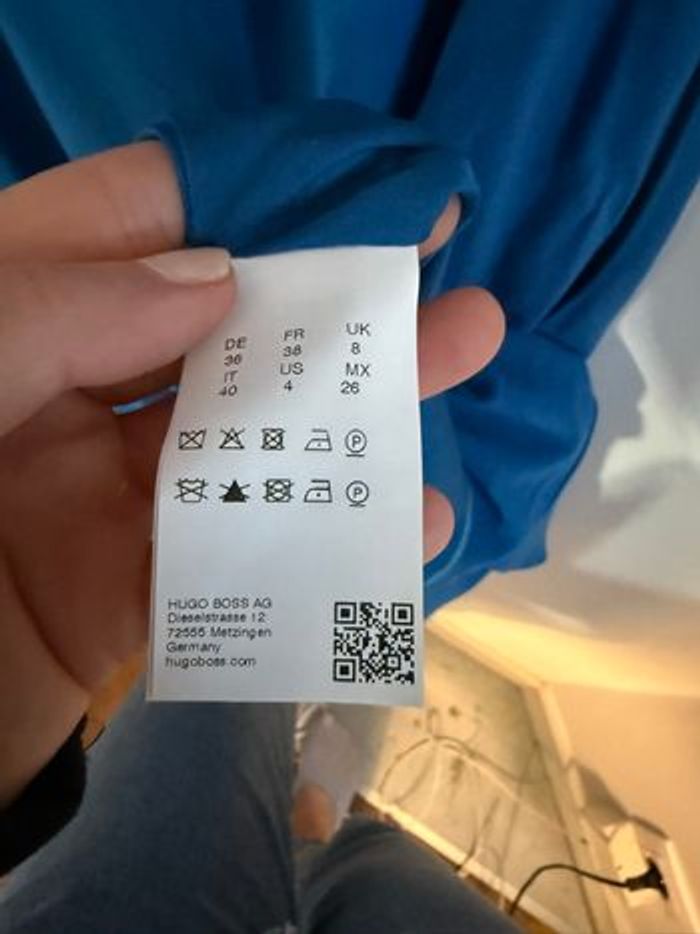 DE FR UK
36 38 8
IT US MX
40 4 26
P
P
HUGO BOSS AG
Dieselstrasse 12
72555 Metzingen
Germany
hugoboss.com